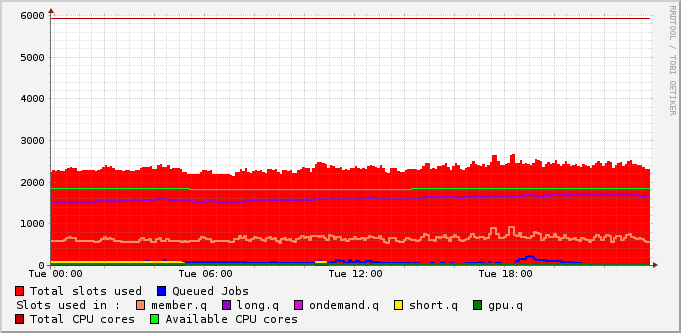 RRDTOOL / TOBI OETIKER
6000
5000
4000
3000
2000
1000
0
Tue 00:00 Tue 06:00 Tue 12:00 Tue 18:00
Total slots used Queued Jobs
Slots used in : member.q long.q ondemand.q short.q gpu.q
Total CPU cores Available CPU cores